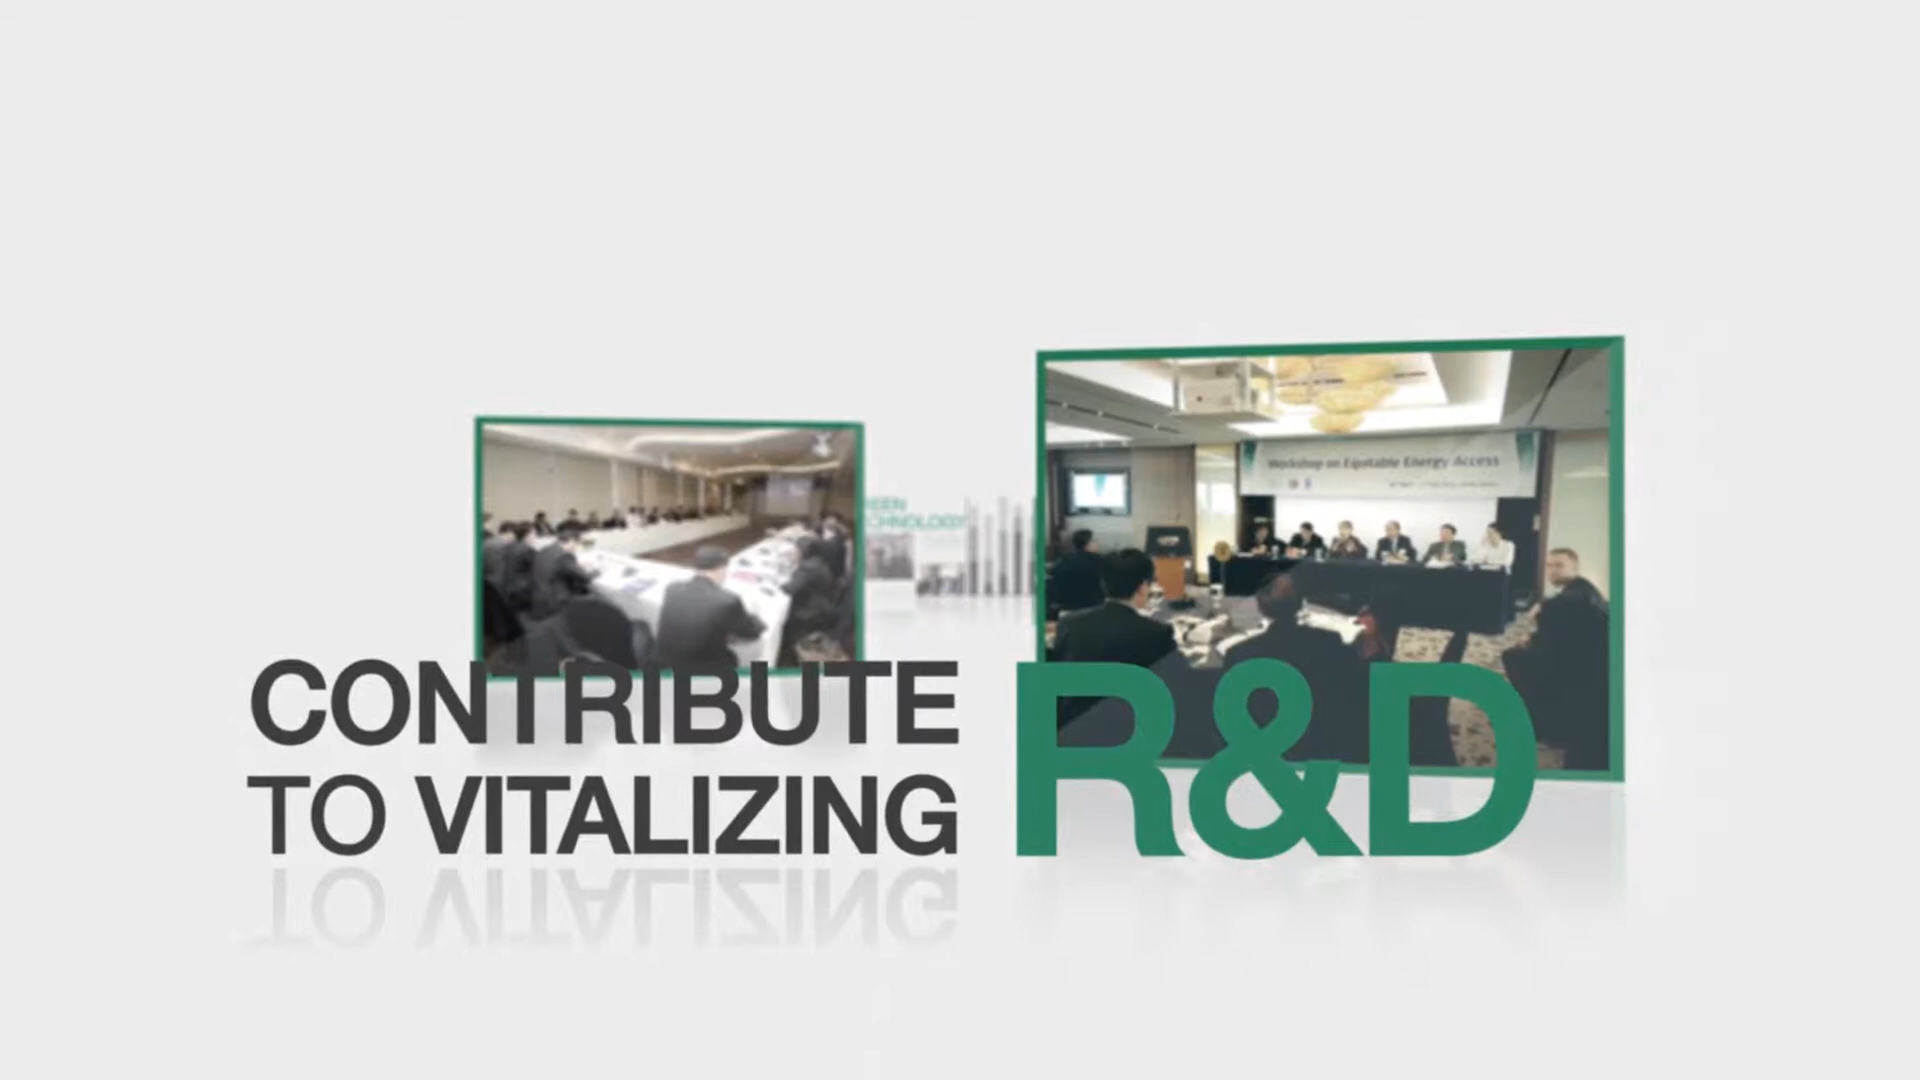 Workshop on Equitable Energy Access
CONTRIBUTE
TO VITALIZING
R&D